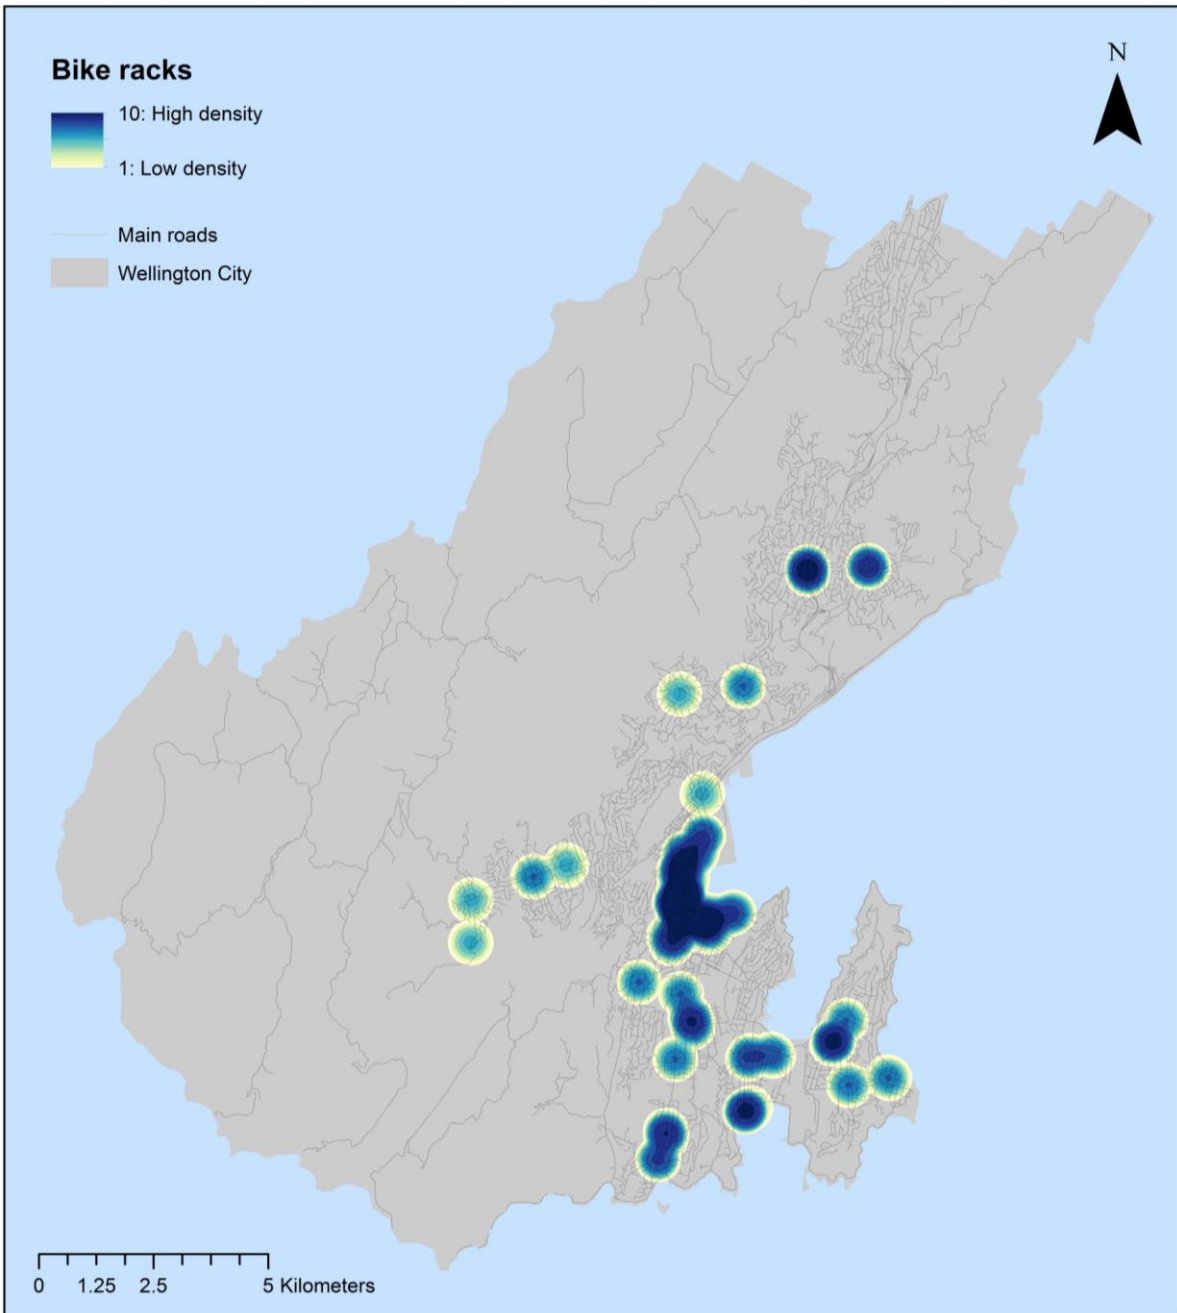 Bike racks
10: High density
1: Low density
Main roads
Wellington City
N
0 1.25 2.5 5 Kilometers